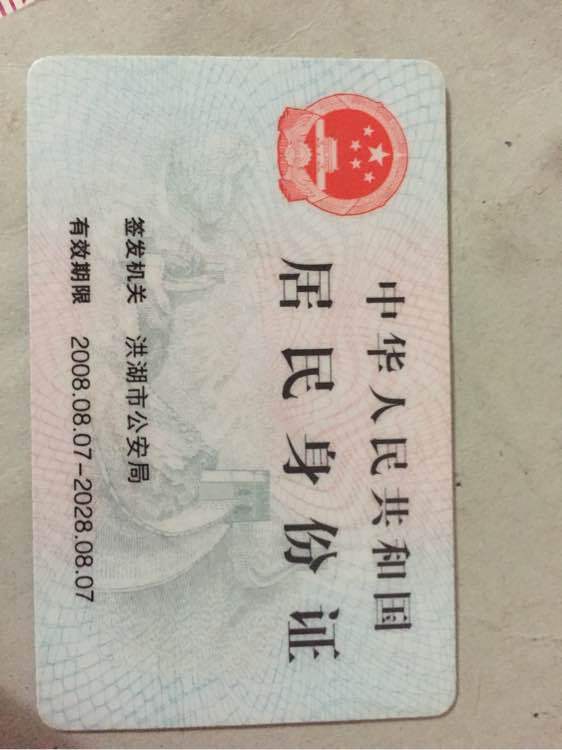 中华人民共和国
居民身份证
签发机关 洪湖市公安局
有效期限 2008.08.07-2028.08.07